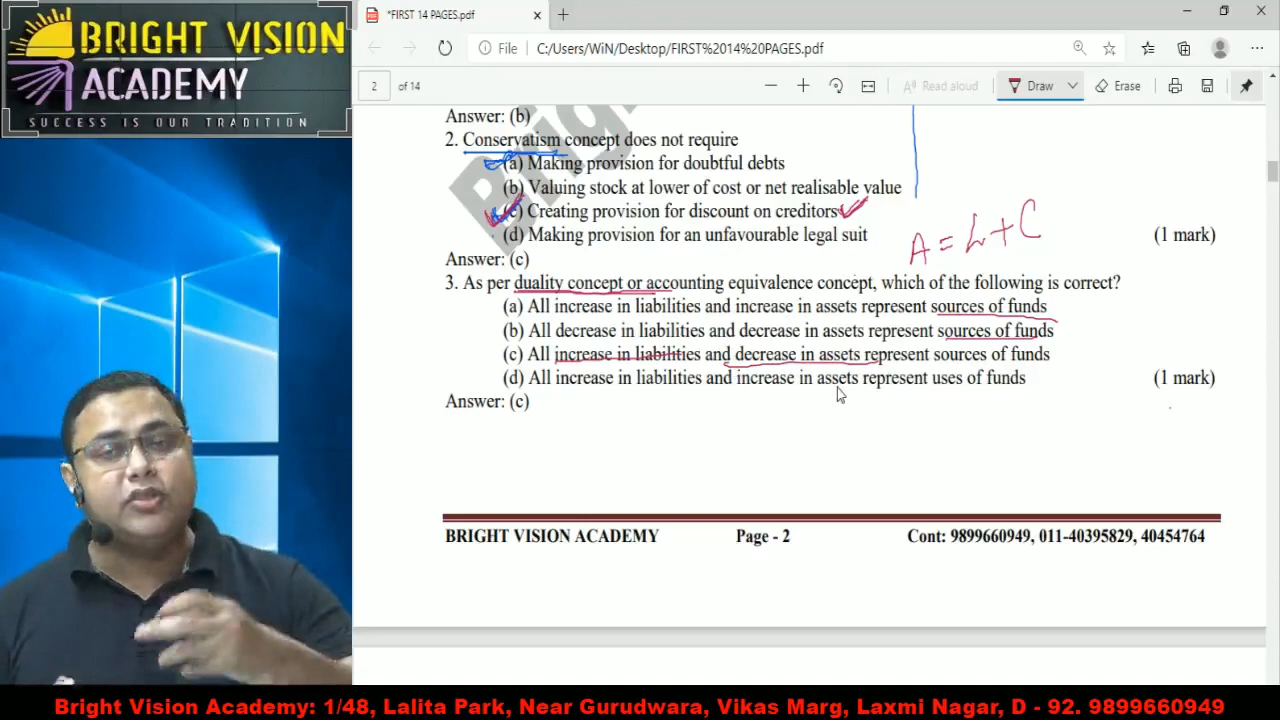 BRIGHT VISION
ACADEMY
SUCCESS IS OUR TRADITION
*FIRST 14 PAGES.pdf
File C:/Users/WiN/Desktop/FIRST%2014%20PAGES.pdf
2 of 14
Read aloud
Draw
Erase
Answer: (b)
2. Conservatism concept does not require
(a) Making provision for doubtful debts
(b) Valuing stock at lower of cost or net realisable value
(c) Creating provision for discount on creditors
(d) Making provision for an unfavourable legal suit (1 mark)
A = L + C
Answer: (c)
3. As per duality concept or accounting equivalence concept, which of the following is correct?
(a) All increase in liabilities and increase in assets represent sources of funds
(b) All decrease in liabilities and decrease in assets represent sources of funds
(c) All increase in liabilities and decrease in assets represent sources of funds
(d) All increase in liabilities and increase in assets represent uses of funds (1 mark)
Answer: (c)
Brigh
BRIGHT VISION ACADEMY Page - 2 Cont: 9899660949, 011-40395829, 40454764
Bright Vision Academy: 1/48, Lalita Park, Near Gurudwara, Vikas Marg, Laxmi Nagar, D - 92. 9899660949